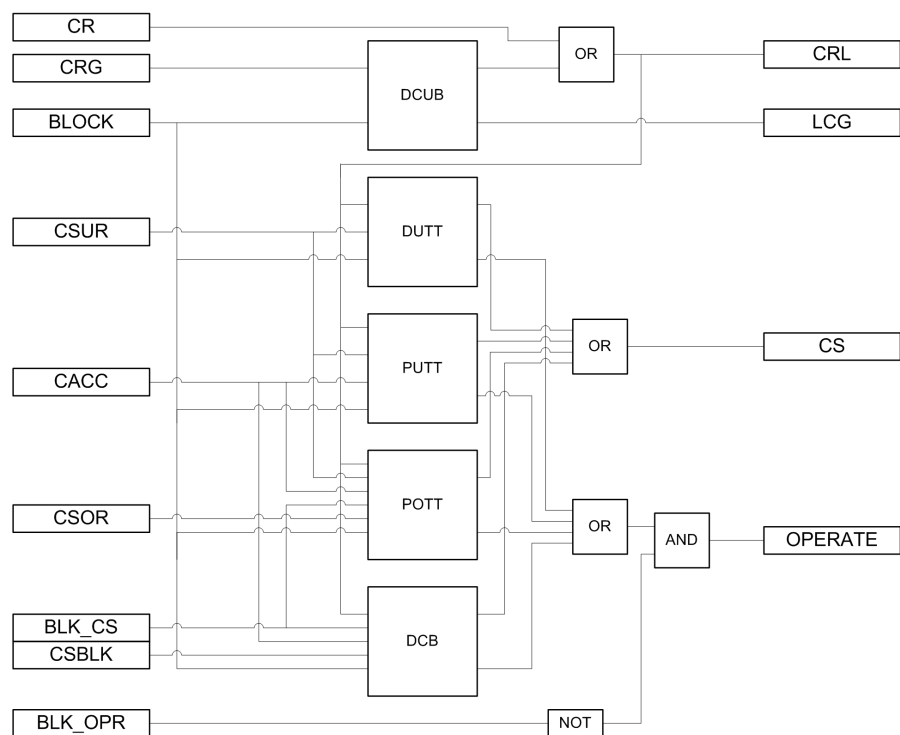 CR
OR
CRL
CRG
DCUB
BLOCK
LCG
CSUR
DUTT
OR
CS
CACC
PUTT
CSOR
POTT
OR
AND
OPERATE
BLK_CS
DCB
CSBLK
BLK_OPR
NOT